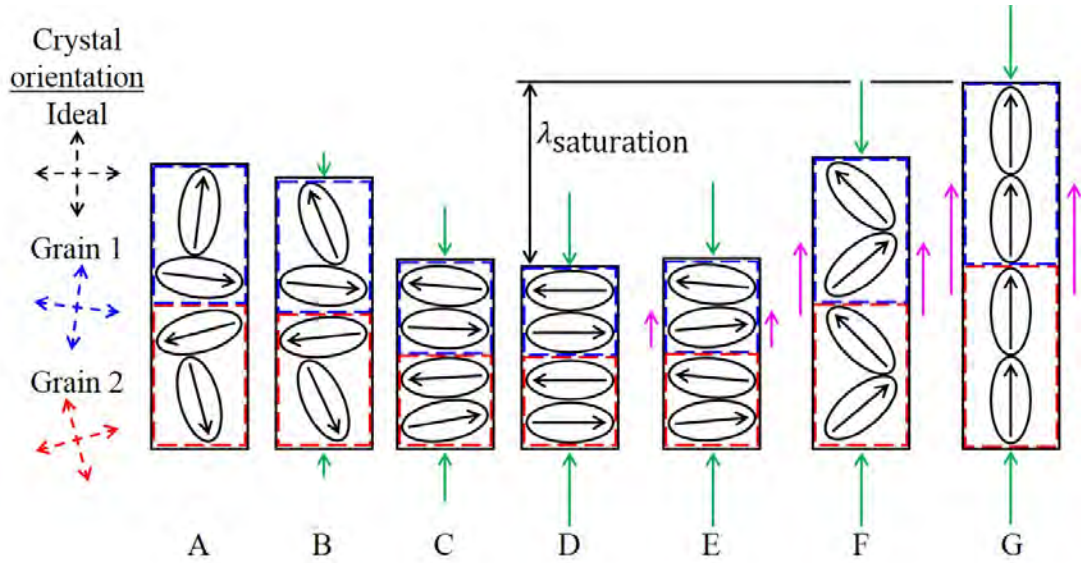 Crystal
orientation
Ideal
Grain 1
Grain 2
λsaturation
A B C D E F G